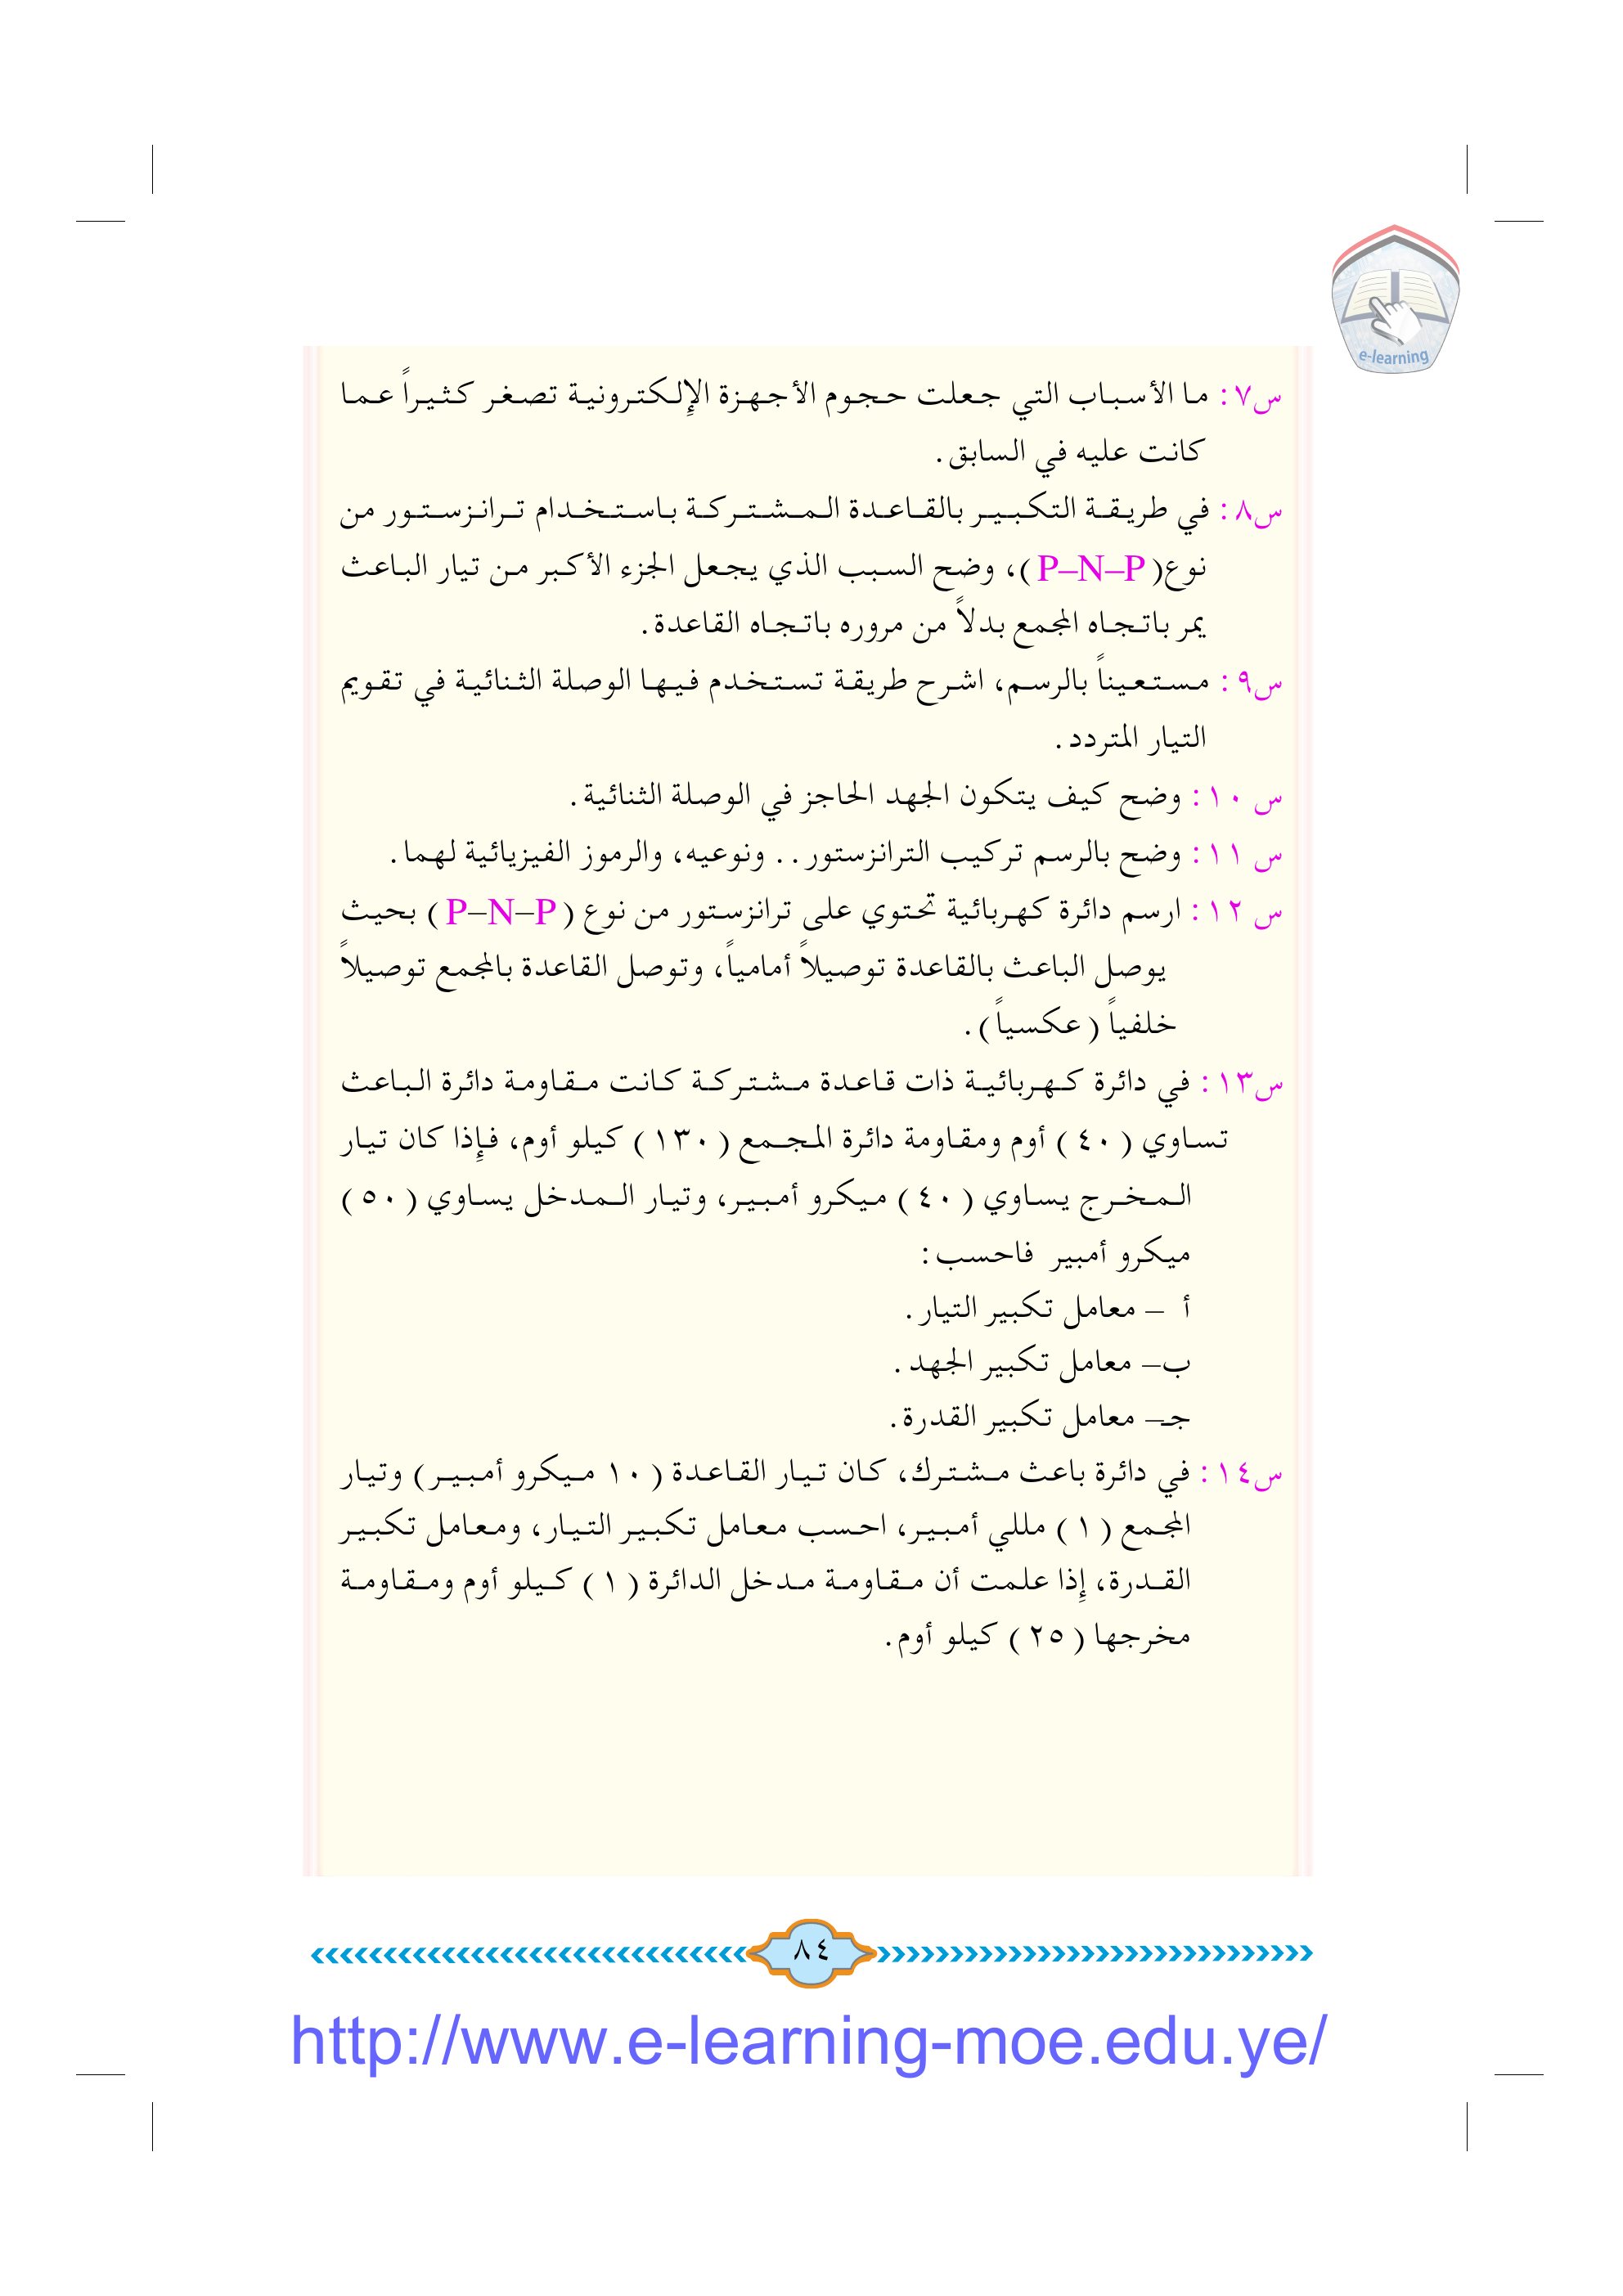 e-learning
س٧: ما الأسباب التي جعلت حجوم الأجهزة الإلكترونية تصغر كثيراً عما
كانت عليه في السابق.
س٨: في طريقة التكبير بالقاعدة المشتركة باستخدام ترانزستور من
نوع(P–N–P)، وضح السبب الذي يجعل الجزء الأكبر من تيار الباعث
يمر باتجاه المجمع بدلاً من مروره باتجاه القاعدة.
س٩: مستعيناً بالرسم، اشرح طريقة تستخدم فيها الوصلة الثنائية في تقويم
التيار المتردد.
س ١٠: وضح كيف يتكون الجهد الحاجز في الوصلة الثنائية.
س ١١: وضح بالرسم تركيب الترانزستور.. ونوعيه، والرموز الفيزيائية لهما.
س ١٢: ارسم دائرة كهربائية تحتوي على ترانزستور من نوع (P–N–P) بحيث
يوصل الباعث بالقاعدة توصيلاً أمامياً، وتوصل القاعدة بالمجمع توصيلاً
خلفياً (عكسياً).
س١٣: في دائرة كهربائية ذات قاعدة مشتركة كانت مقاومة دائرة الباعث
تساوي (٤٠) أوم ومقاومة دائرة المجمع (١٣٠) كيلو أوم، فإذا كان تيار
المخرج يساوي (٤٠) ميكرو أمبير، وتيار المدخل يساوي (٥٠)
ميكرو أمبير فاحسب:
أ – معامل تكبير التيار.
ب– معامل تكبير الجهد.
جـ– معامل تكبير القدرة.
س١٤: في دائرة باعث مشترك، كان تيار القاعدة (١٠ ميكرو أمبير) وتيار
المجمع (١) مللي أمبير، احسب معامل تكبير التيار، ومعامل تكبير
القدرة، إذا علمت أن مقاومة مدخل الدائرة (١) كيلو أوم ومقاومة
مخرجها (٢٥) كيلو أوم.
٨٤
http://www.e-learning-moe.edu.ye/